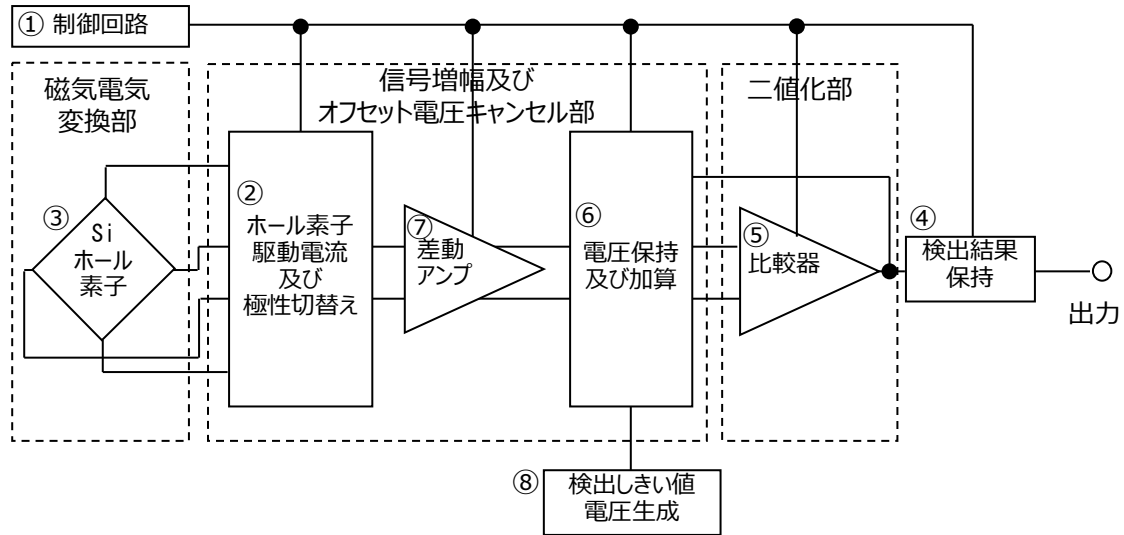 ① 制御回路
磁気電気
変換部
信号増幅及び
オフセット電圧キャンセル部
二値化部
③
Si
ホール
素子
②
ホール素子
駆動電流
及び
極性切替え
⑦
差動
アンプ
⑥
電圧保持
及び加算
⑤
比較器
④
検出結果
保持
出力
⑧
検出しきい値
電圧生成